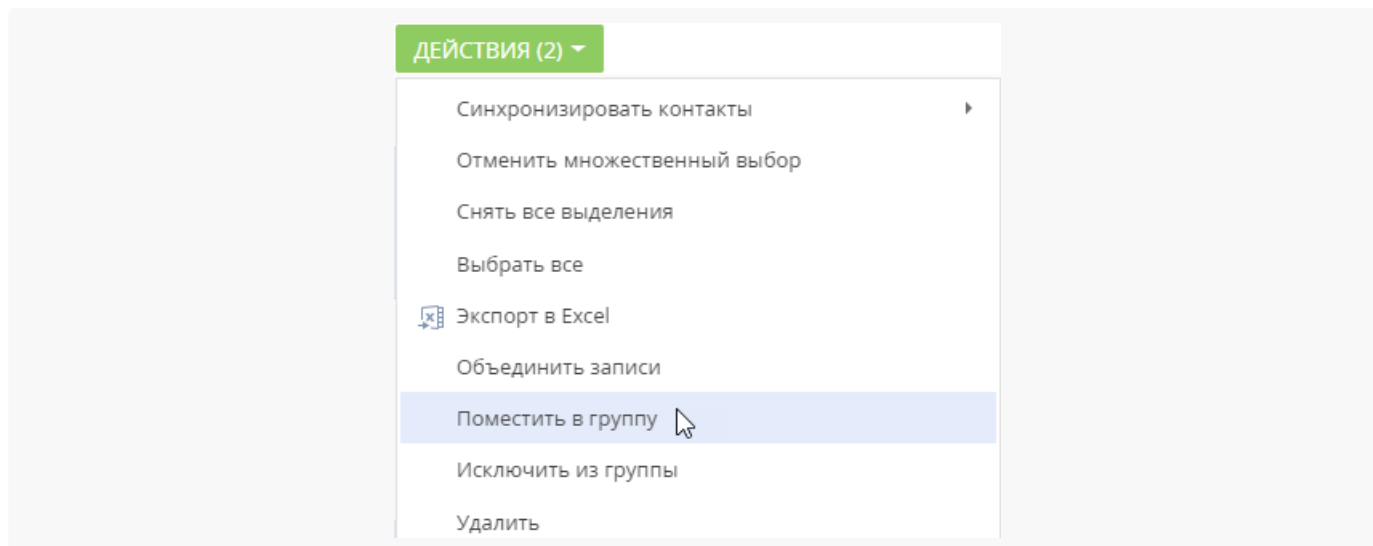 ДЕЙСТВИЯ (2)
Синхронизировать контакты
Отменить множественный выбор
Снять все выделения
Выбрать все
Экспорт в Excel
Объединить записи
Поместить в группу
Исключить из группы
Удалить